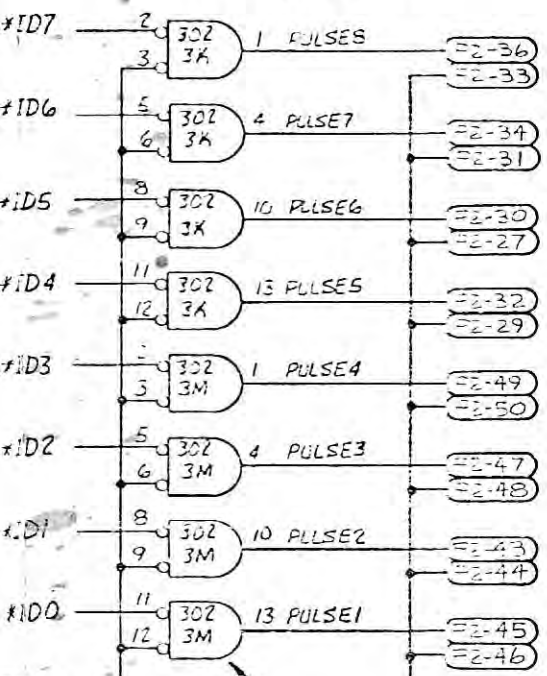 *ID7 2 302 1 PULSE8 F2-36
3 3K F2-33
*ID6 5 302 4 PULSE7 F2-34
6 3K F2-31
*ID5 8 302 10 PULSE6 F2-30
9 3K F2-27
*ID4 11 302 13 PULSE5 F2-32
12 3K F2-29
*ID3 302 1 PULSE4 F2-49
3 3M F2-50
*ID2 5 302 4 PULSE3 F2-47
6 3M F2-48
*ID1 8 302 10 PULSE2 F2-43
9 3M F2-44
*ID0 11 302 13 PULSE1 F2-45
12 3M F2-46